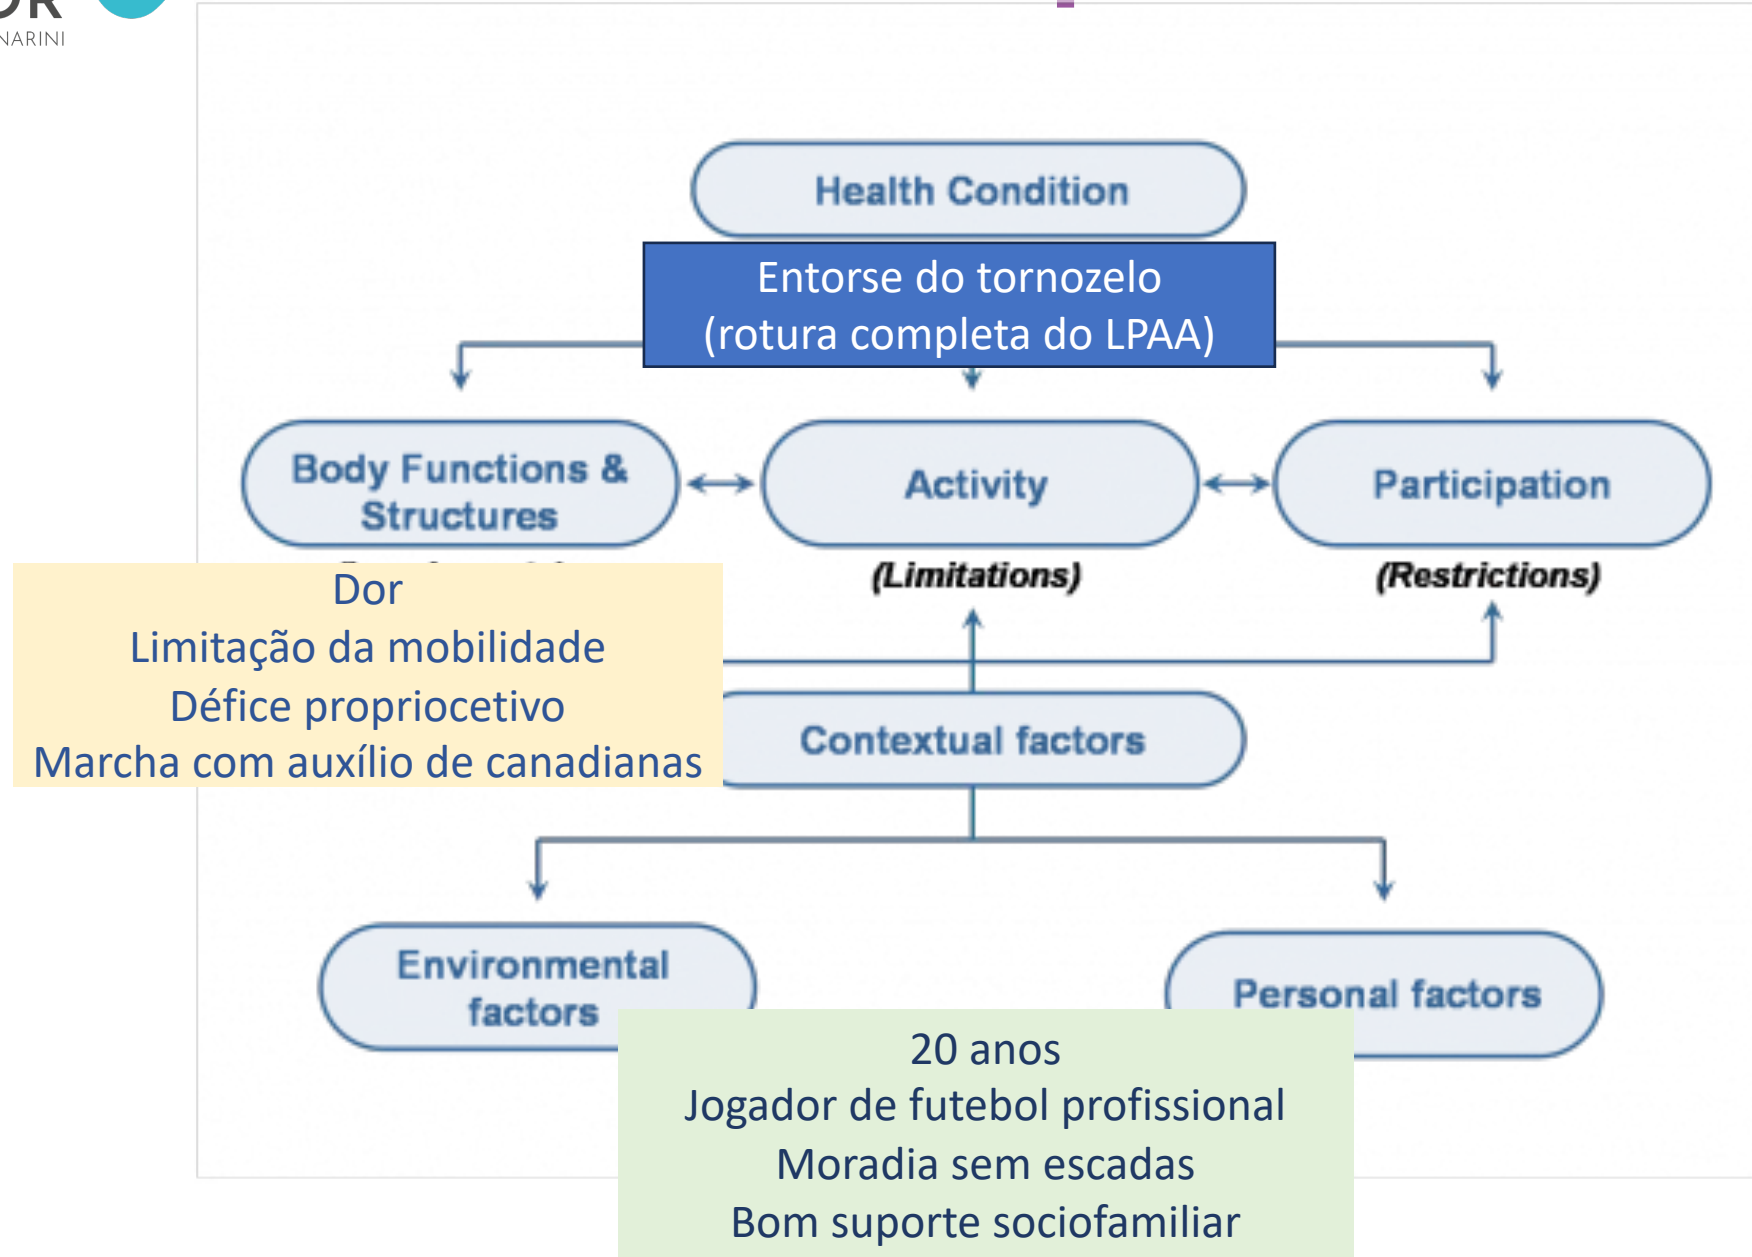 NARINI
Health Condition
Entorse do tornozelo
(rotura completa do LPAA)
Body Functions &
Structures
Activity
Participation
(Limitations)
(Restrictions)
Dor
Limitação da mobilidade
Défice propriocetivo
Marcha com auxílio de canadianas
Contextual factors
Environmental
factors
Personal factors
20 anos
Jogador de futebol profissional
Moradia sem escadas
Bom suporte sociofamiliar